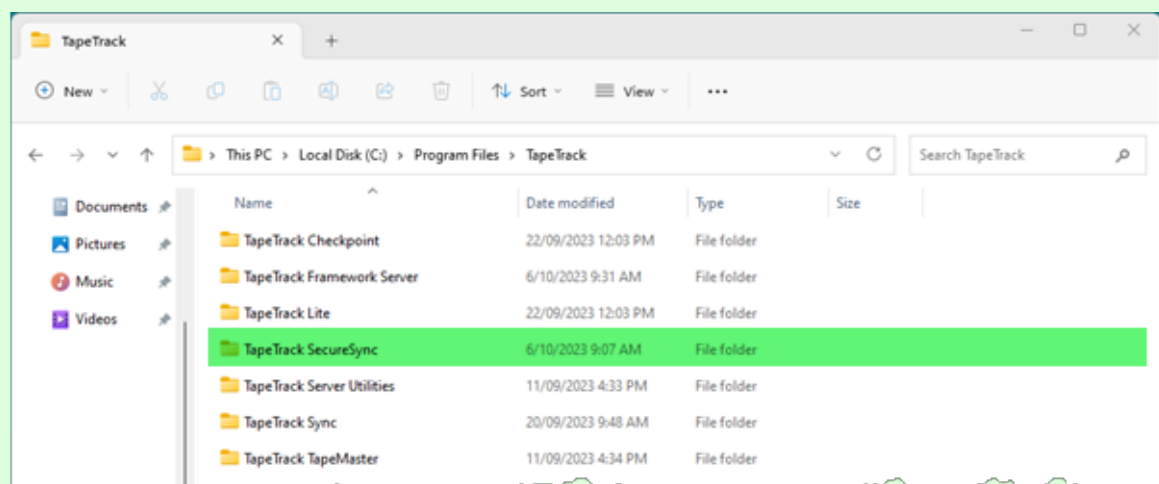 TapeTrack
New
Sort
View
This PC > Local Disk (C:) > Program Files > TapeTrack
Search TapeTrack
Documents
Pictures
Music
Videos
Name Date modified Type Size
TapeTrack Checkpoint 22/09/2023 12:03 PM File folder
TapeTrack Framework Server 6/10/2023 9:31 AM File folder
TapeTrack Lite 22/09/2023 12:03 PM File folder
TapeTrack SecureSync 6/10/2023 9:07 AM File folder
TapeTrack Server Utilities 11/09/2023 4:33 PM File folder
TapeTrack Sync 20/09/2023 9:48 AM File folder
TapeTrack TapeMaster 11/09/2023 4:34 PM File folder